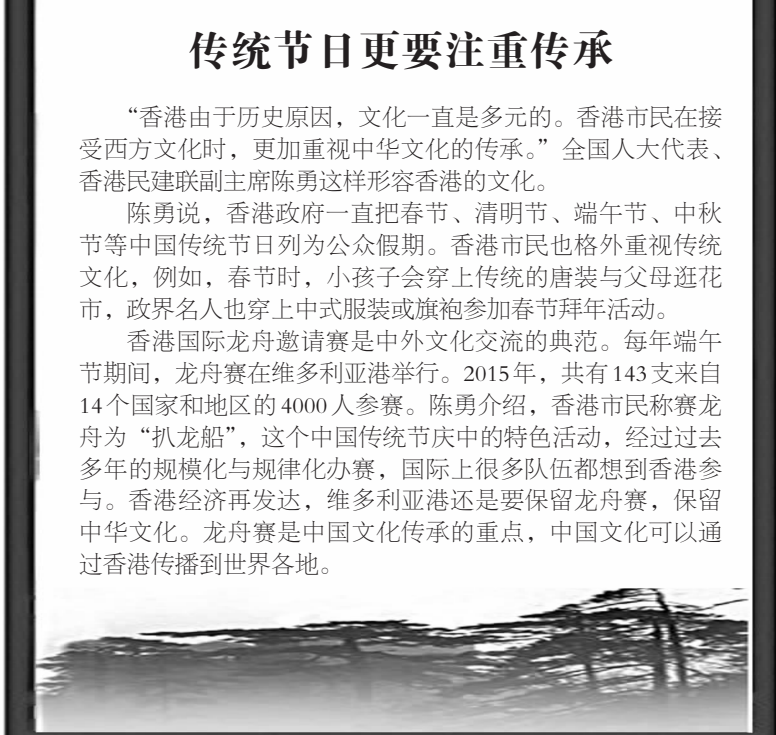 传统节日更要注重传承
“香港由于历史原因，文化一直是多元的。香港市民在接
受西方文化时，更加重视中华文化的传承。”全国人大代表、
香港民建联副主席陈勇这样形容香港的文化。
陈勇说，香港政府一直把春节、清明节、端午节、中秋
节等中国传统节日列为公众假期。香港市民也格外重视传统
文化，例如，春节时，小孩子会穿上传统的唐装与父母逛花
市，政界名人也穿上中式服装或旗袍参加春节拜年活动。
香港国际龙舟邀请赛是中外文化交流的典范。每年端午
节期间，龙舟赛在维多利亚港举行。2015年，共有143支来自
14个国家和地区的4000人参赛。陈勇介绍，香港市民称赛龙
舟为“扒龙船”，这个中国传统节庆中的特色活动，经过过去
多年的规模化与规律化办赛，国际上很多队伍都想到香港参
与。香港经济再发达，维多利亚港还是要保留龙舟赛，保留
中华文化。龙舟赛是中国文化传承的重点，中国文化可以通
过香港传播到世界各地。